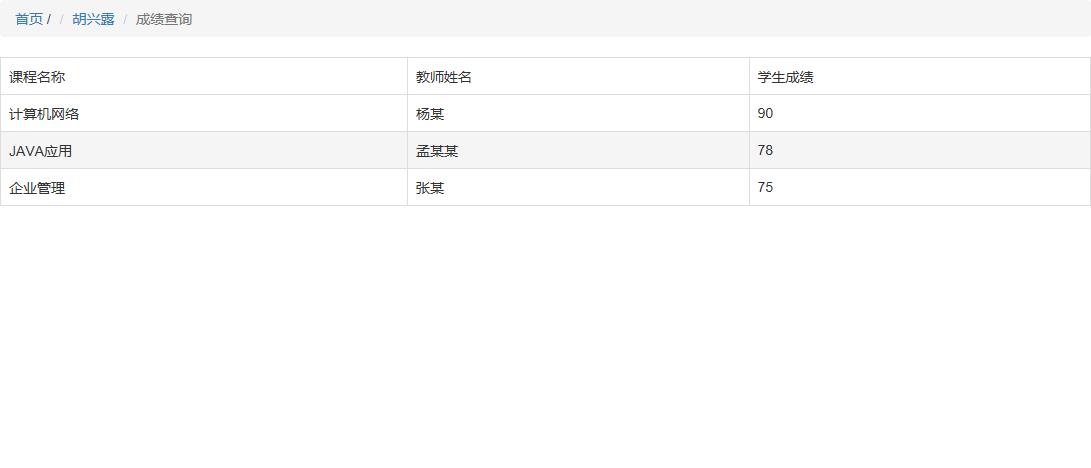 首页 / / 胡兴露 / 成绩查询
课程名称 教师姓名 学生成绩
计算机网络 杨某 90
JAVA应用 孟某某 78
企业管理 张某 75